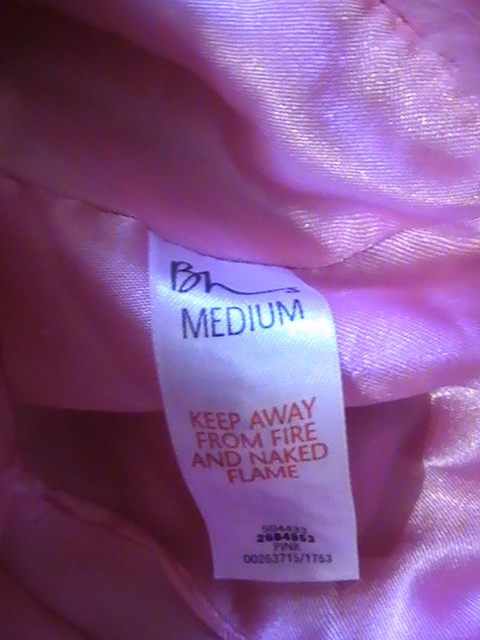 Bh
MEDIUM
KEEP AWAY
FROM FIRE
AND NAKED
FLAME
504493
2684953
PINK
00263715/1753